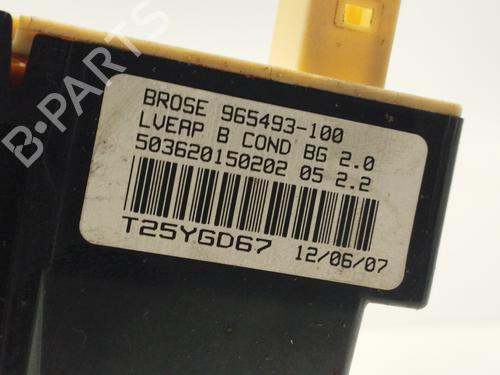 BROSE 965493-100
LVEAP B COND BG 2.0
503620150202 05 2.2
T25YGD67 12/06/07
B-PARTS